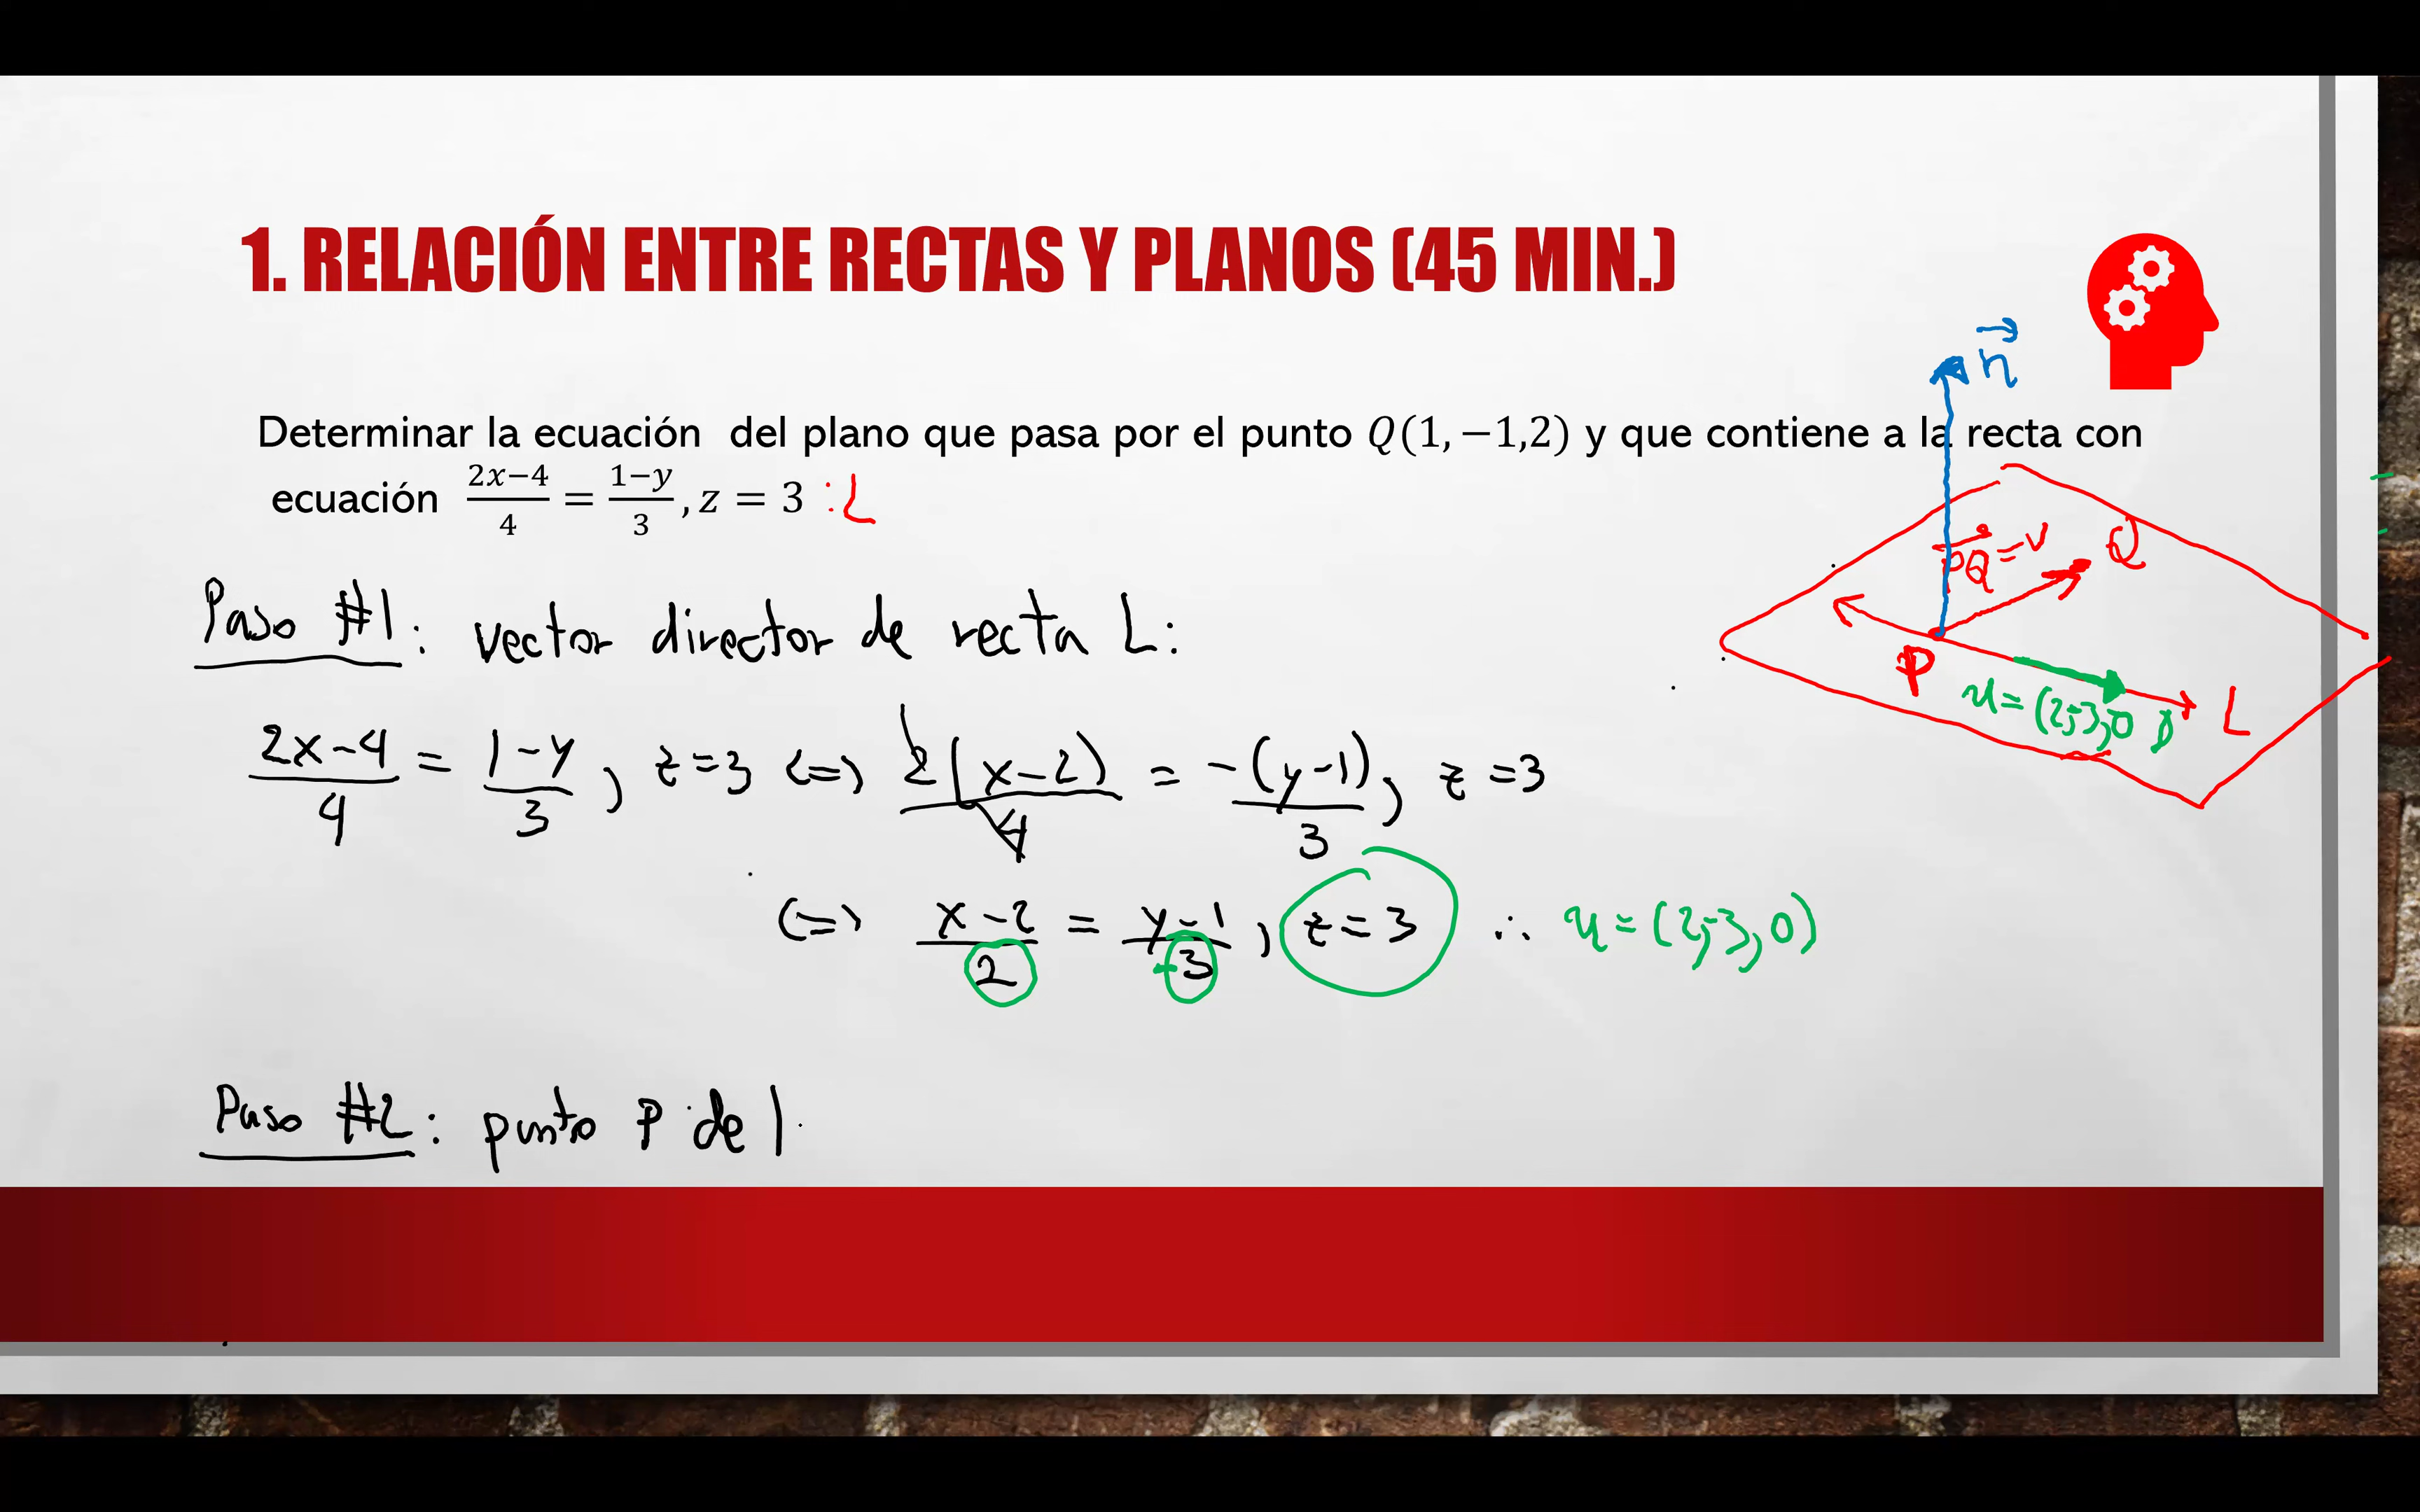 1. RELACIÓN ENTRE RECTAS Y PLANOS (45 MIN.)
Determinar la ecuación del plano que pasa por el punto Q(1,−1,2) y que contiene a la recta con
ecuación (2x−4)/4 = (1−y)/3, z = 3 :L
n⃗
PQ⃗ = v
Q
P
u = (2,-3,0)
L
Paso #1: vector director de recta L:
(2x-4)/4 = (1-y)/3, z=3 <=> 2(x-2)/4 = -(y-1)/3, z=3
<=> (x-2)/2 = (y-1)/-3, z=3 ∴ u=(2,-3,0)
Paso #2: punto P de l